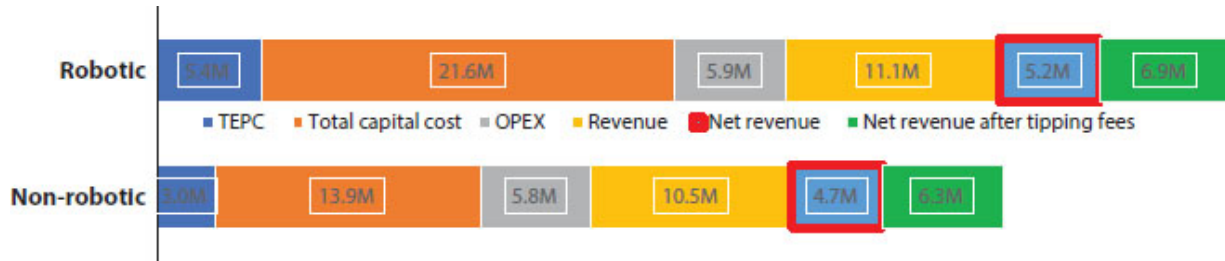 Robotic 5.4M 21.6M 5.9M 11.1M 5.2M 6.9M
TEPC Total capital cost OPEX Revenue Net revenue Net revenue after tipping fees
Non-robotic 3.0M 13.9M 5.8M 10.5M 4.7M 6.3M